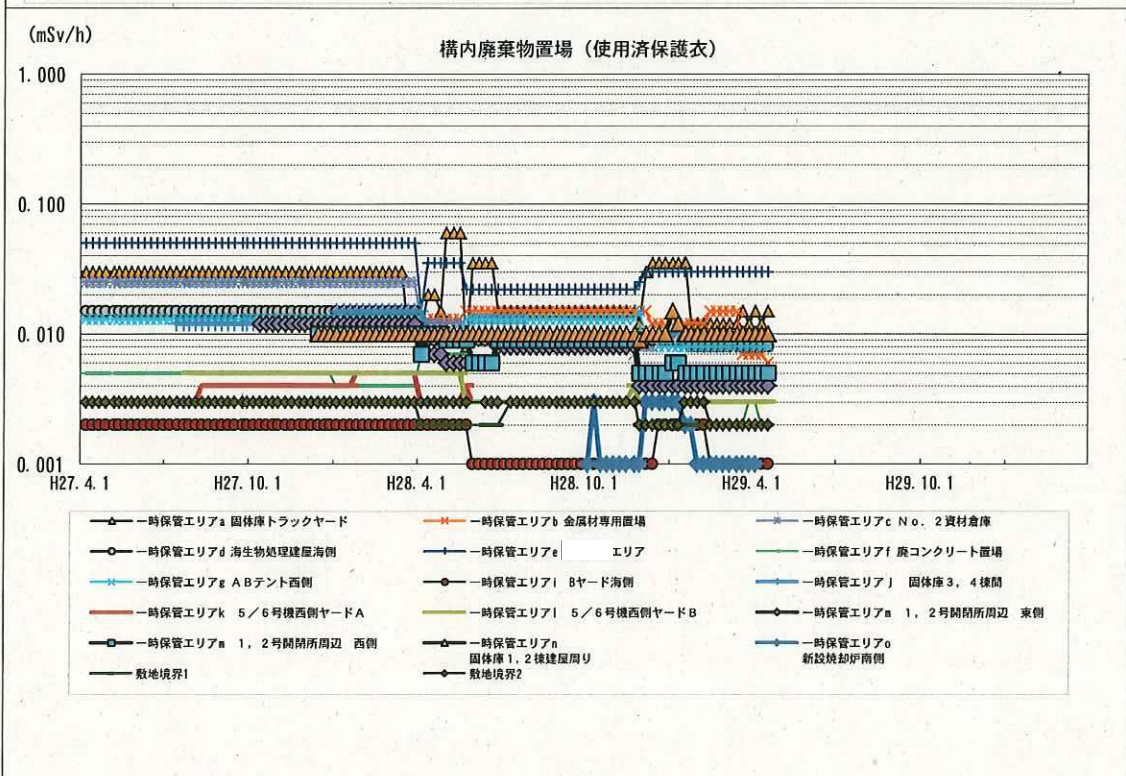 (mSv/h)
構内廃棄物置場（使用済保護衣）
1.000
0.100
0.010
0.001
H27.4.1 H27.10.1 H28.4.1 H28.10.1 H29.4.1 H29.10.1
一時保管エリアa 固体庫トラックヤード 一時保管エリアb 金属材専用置場 一時保管エリアc Ｎｏ．２資材倉庫
一時保管エリアd 海生物処理建屋海側 一時保管エリアe エリア 一時保管エリアf 廃コンクリート置場
一時保管エリアg ＡＢテント西側 一時保管エリアi Bヤード海側 一時保管エリアj 固体庫３，４棟間
一時保管エリアk ５／６号機西側ヤードＡ 一時保管エリアl ５／６号機西側ヤードＢ 一時保管エリアm １，２号開閉所周辺 東側
一時保管エリアm １，２号開閉所周辺 西側 一時保管エリアn 一時保管エリアo
固体庫1,2棟建屋周り 新設焼却炉南側
敷地境界1 敷地境界2